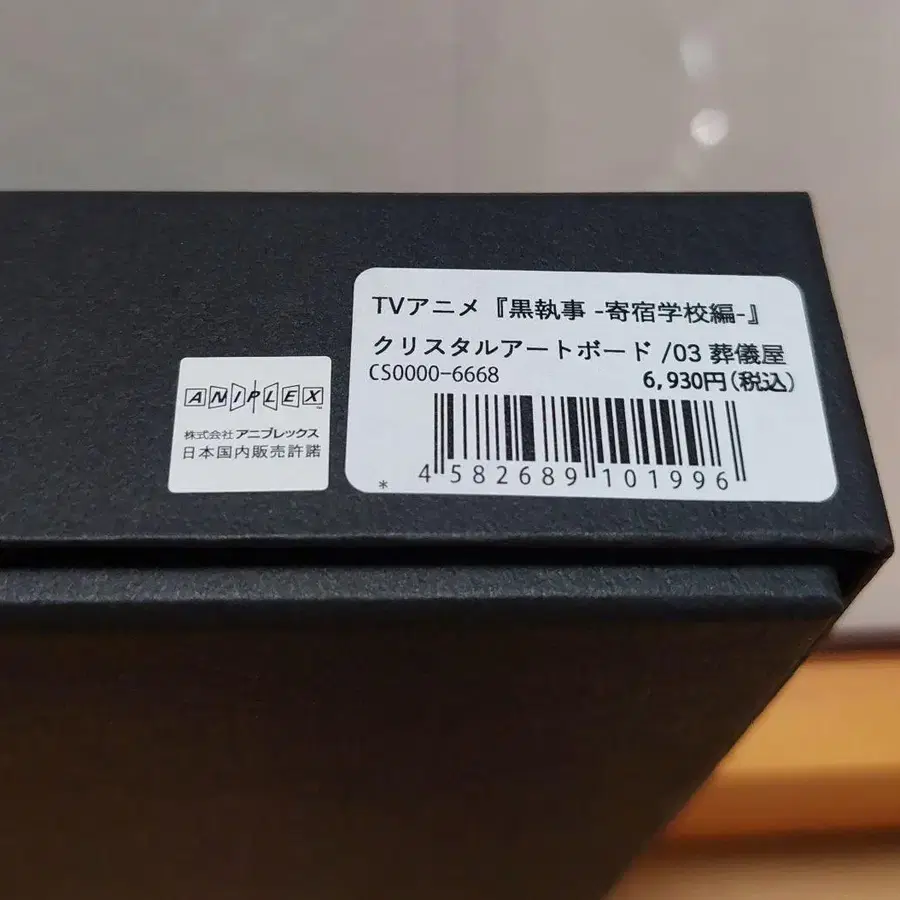 TVアニメ『黒執事 -寄宿学校編-』
クリスタルアートボード /03 葬儀屋
CS0000-6668
6,930円(税込)
* 4 582689 101996
ANIPLEX
株式会社 アニプレックス
日本国内販売許諾